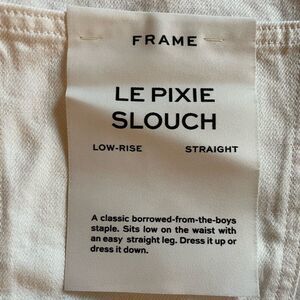 FRAME
LE PIXIE
SLOUCH
LOW-RISE STRAIGHT
A classic borrowed-from-the-boys
staple. Sits low on the waist with
an easy straight leg. Dress it up or
dress it down.